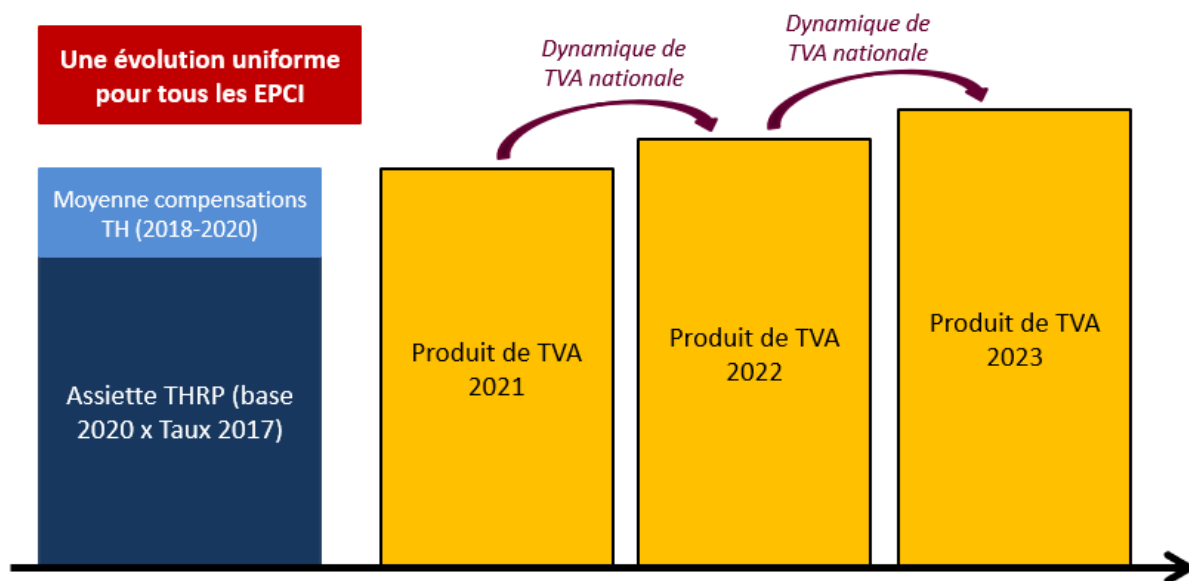 Une évolution uniforme
pour tous les EPCI
Dynamique de
TVA nationale
Dynamique de
TVA nationale
Moyenne compensations
TH (2018-2020)
Assiette THRP (base
2020 x Taux 2017)
Produit de TVA
2021
Produit de TVA
2022
Produit de TVA
2023